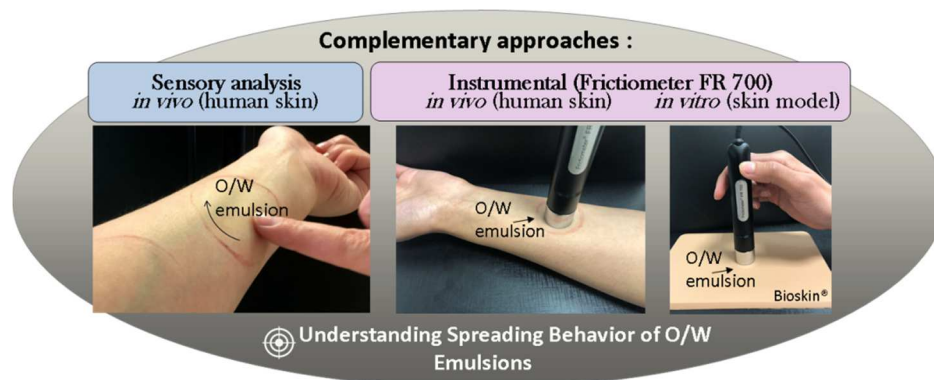 Complementary approaches :
Sensory analysis
in vivo (human skin)
Instrumental (Frictiometer FR 700)
in vivo (human skin) in vitro (skin model)
O/W
emulsion
O/W
emulsion
O/W
emulsion
Bioskin®
Understanding Spreading Behavior of O/W
Emulsions